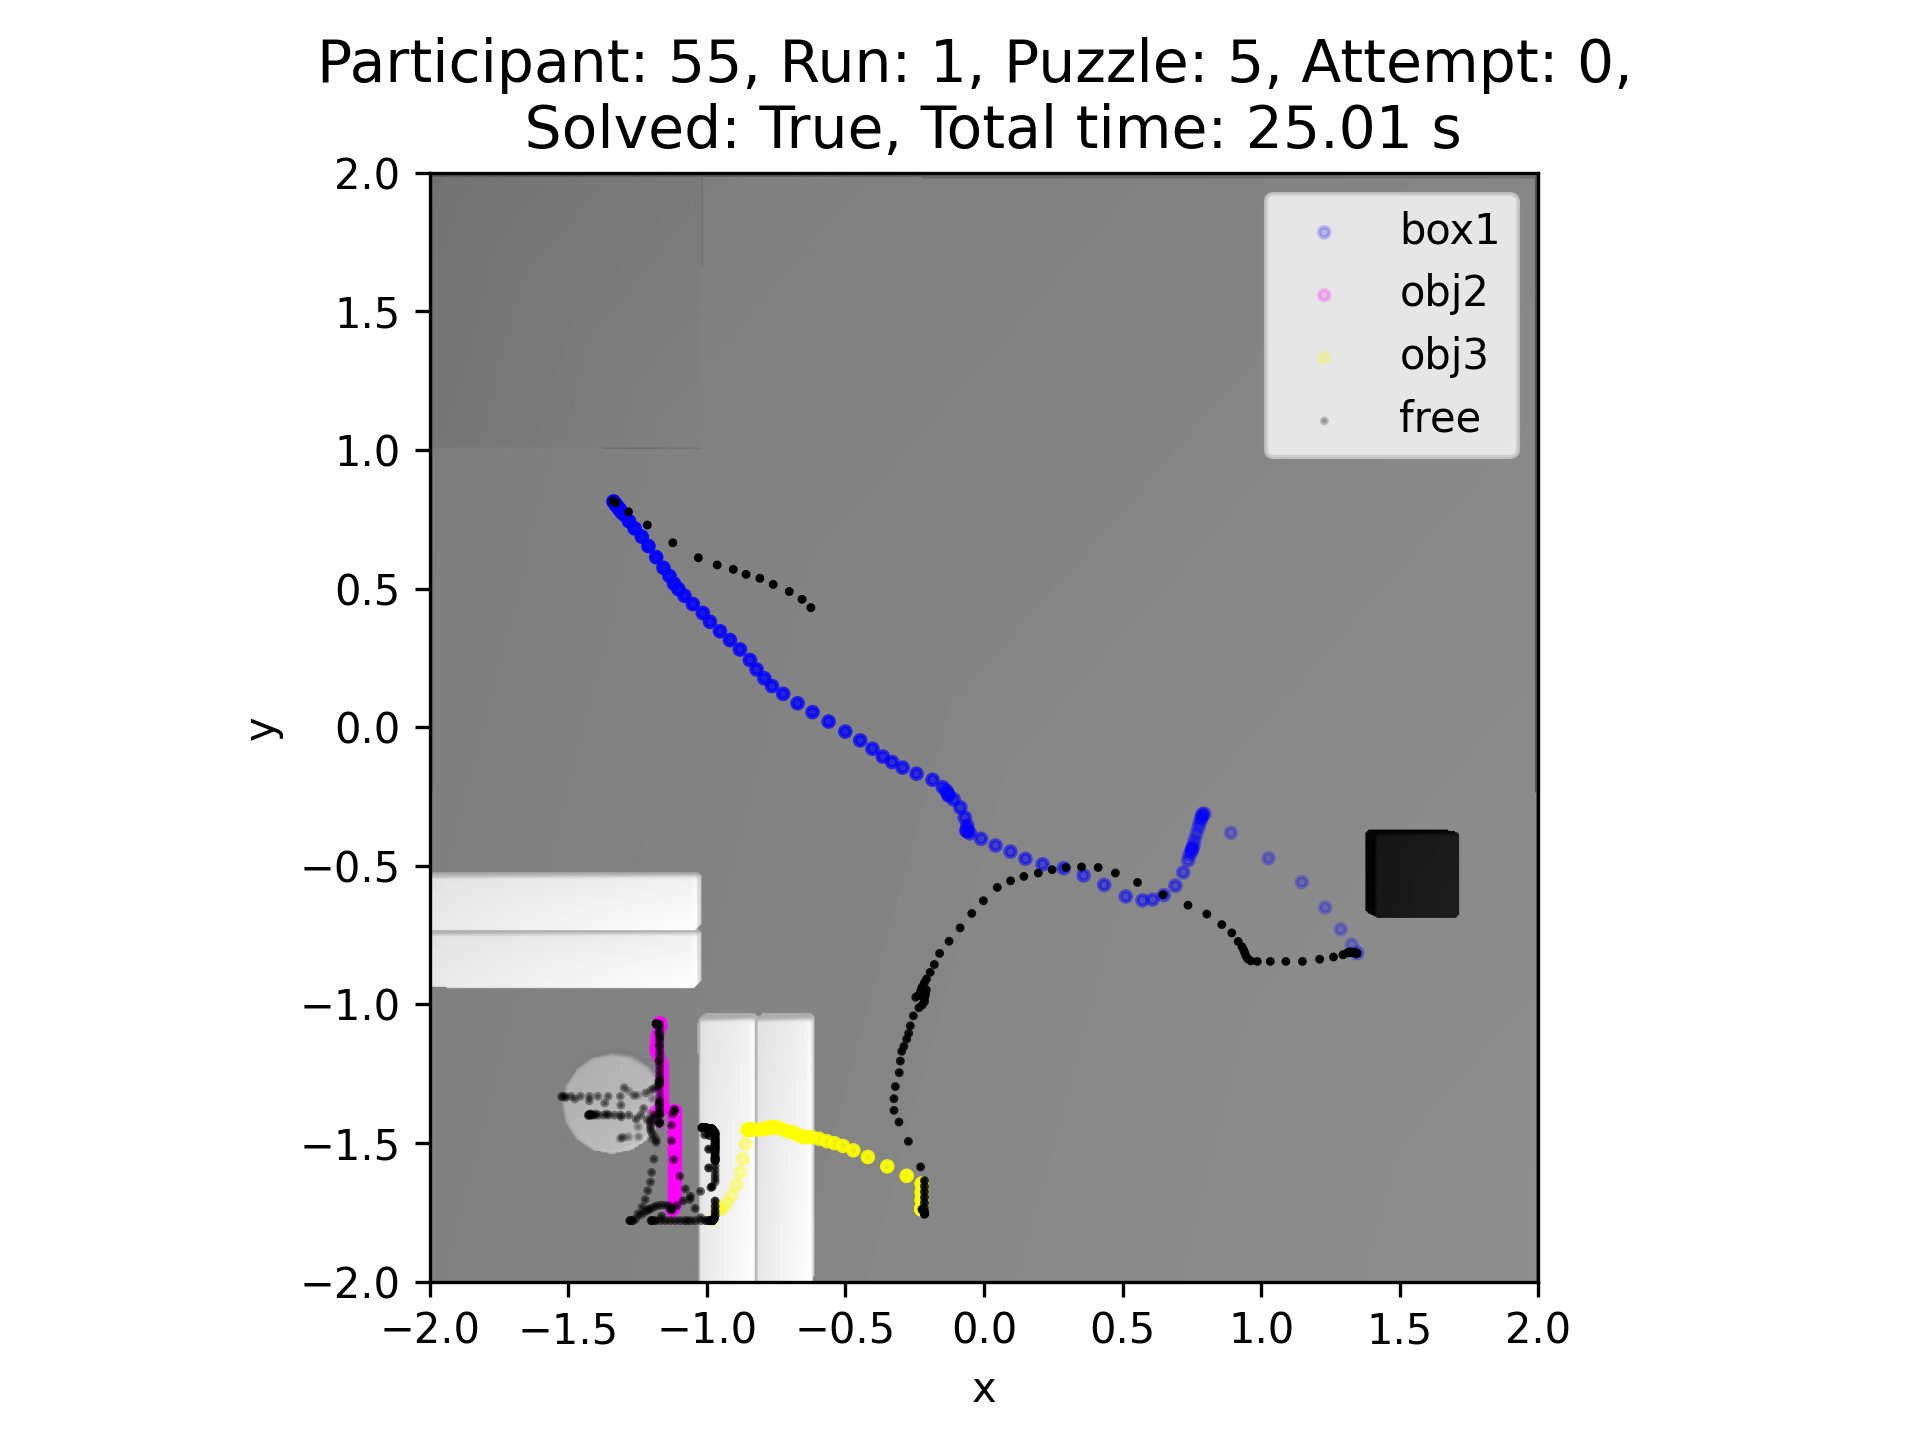 Participant: 55, Run: 1, Puzzle: 5, Attempt: 0,
Solved: True, Total time: 25.01 s
2.0
1.5
1.0
0.5
0.0
−0.5
−1.0
−1.5
−2.0
y
box1
obj2
obj3
free
−2.0 −1.5 −1.0 −0.5 0.0 0.5 1.0 1.5 2.0
x